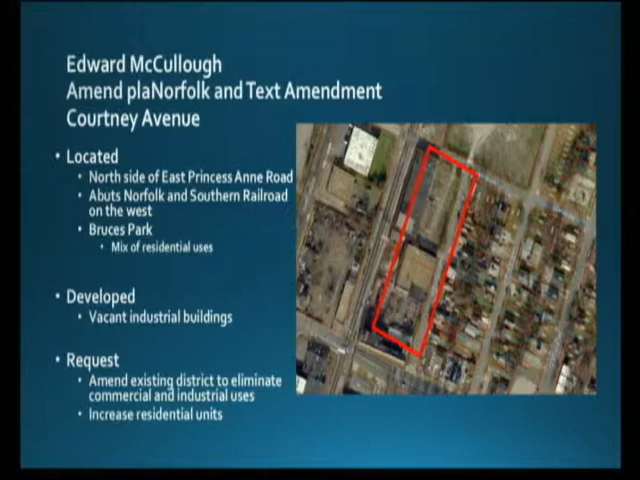 Edward McCullough
Amend plaNorfolk and Text Amendment
Courtney Avenue
• Located
• North side of East Princess Anne Road
• Abuts Norfolk and Southern Railroad
on the west
• Bruces Park
• Mix of residential uses
• Developed
• Vacant industrial buildings
• Request
• Amend existing district to eliminate
commercial and industrial uses
• Increase residential units